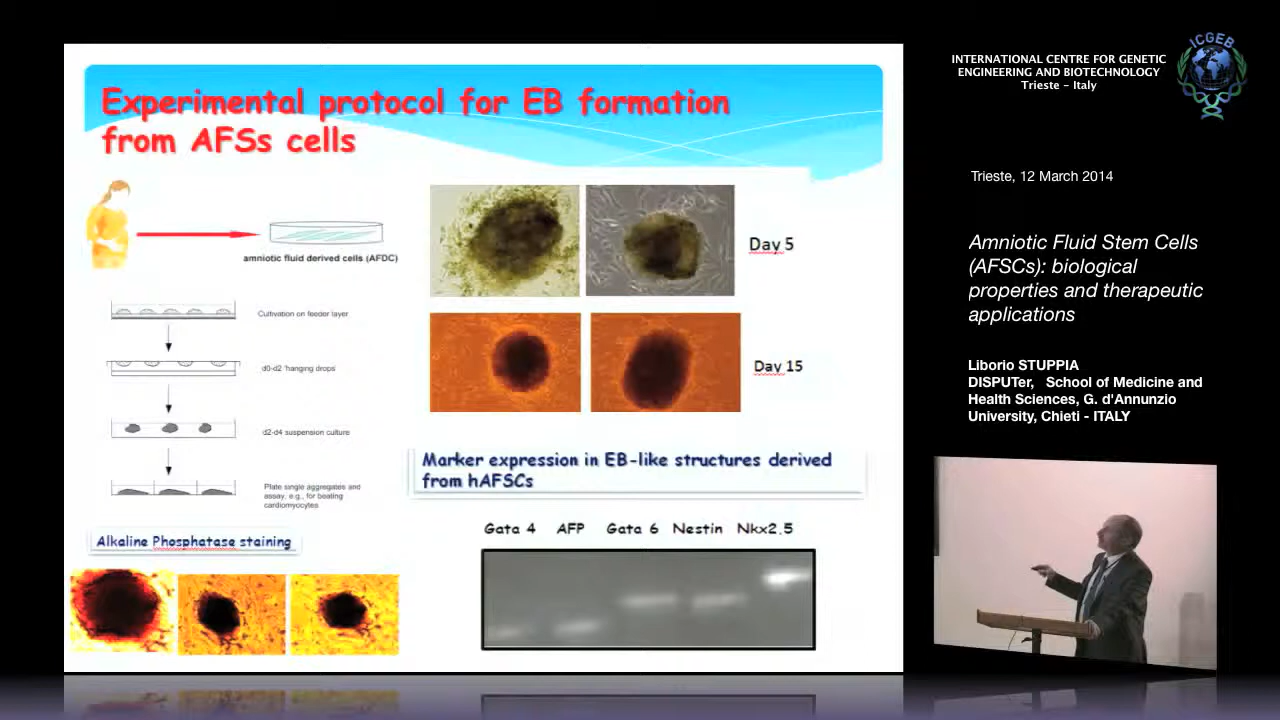 Experimental protocol for EB formation
from AFSs cells
amniotic fluid derived cells (AFDC)
Cultivation on feeder layer
d0-d2 'hanging drops'
d2-d4 suspension culture
Plate single aggregates and
assay, e.g., for beating
cardiomyocytes
Alkaline Phosphatase staining
Day 5
Day 15
Marker expression in EB-like structures derived
from hAFSCs
Gata 4 AFP Gata 6 Nestin Nkx2.5
INTERNATIONAL CENTRE FOR GENETIC
ENGINEERING AND BIOTECHNOLOGY
Trieste - Italy
ICGEB
Trieste, 12 March 2014
Amniotic Fluid Stem Cells
(AFSCs): biological
properties and therapeutic
applications
Liborio STUPPIA
DISPUTer, School of Medicine and
Health Sciences, G. d'Annunzio
University, Chieti - ITALY